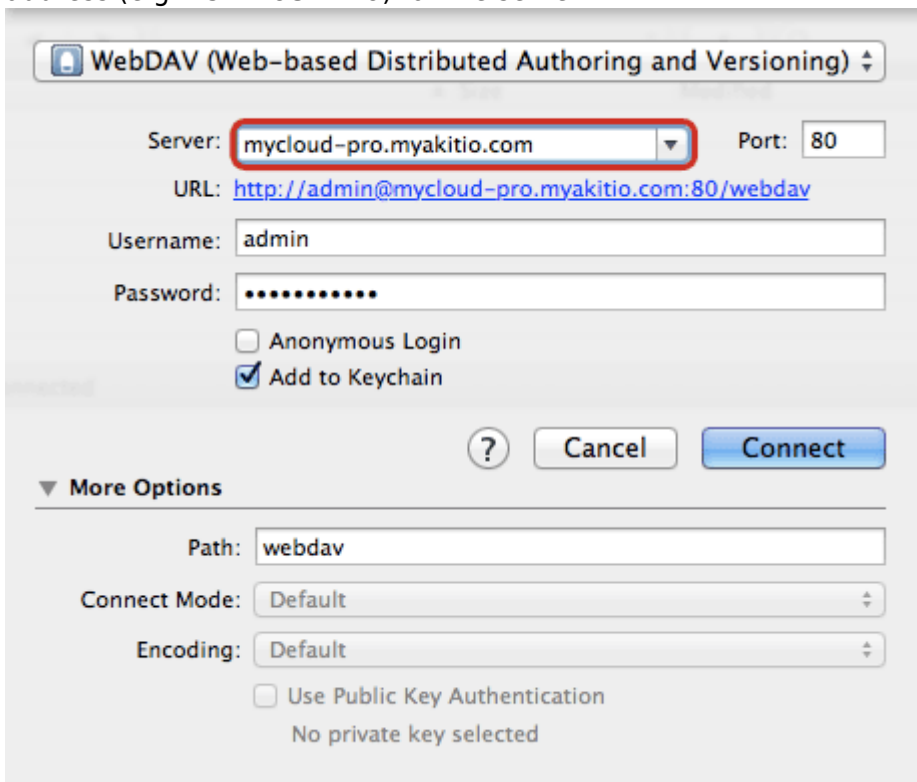 WebDAV (Web-based Distributed Authoring and Versioning)
Server: mycloud-pro.myakitio.com Port: 80
URL: http://admin@mycloud-pro.myakitio.com:80/webdav
Username: admin
Password: •••••••••••
Anonymous Login
Add to Keychain
? Cancel Connect
More Options
Path: webdav
Connect Mode: Default
Encoding: Default
Use Public Key Authentication
No private key selected